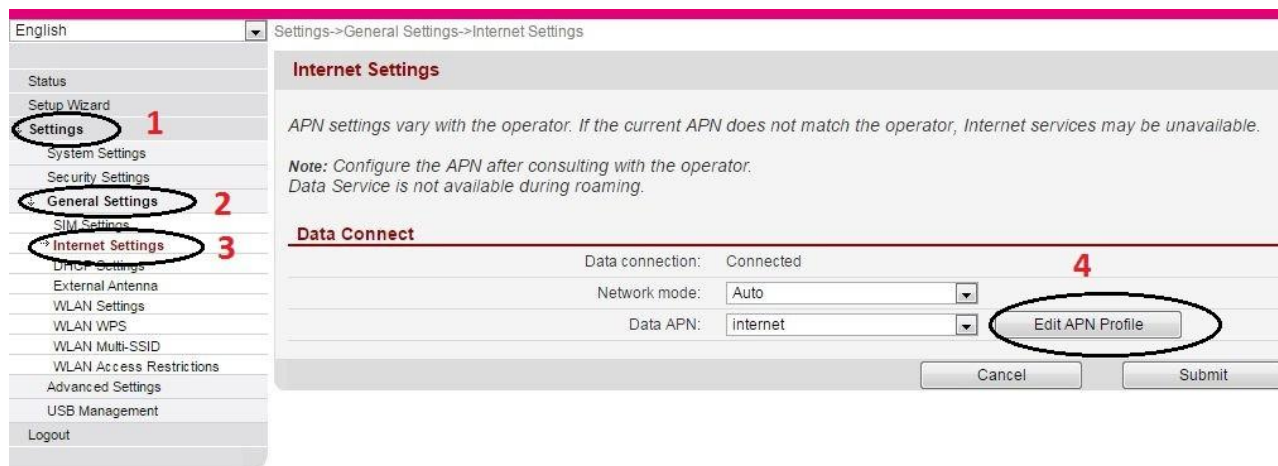 English
Settings->General Settings->Internet Settings
Status
Setup Wizard
Settings
1
System Settings
Security Settings
General Settings
2
SIM Settings
Internet Settings
3
DHCP Settings
External Antenna
WLAN Settings
WLAN WPS
WLAN Multi-SSID
WLAN Access Restrictions
Advanced Settings
USB Management
Logout
Internet Settings
APN settings vary with the operator. If the current APN does not match the operator, Internet services may be unavailable.
Note: Configure the APN after consulting with the operator.
Data Service is not available during roaming.
Data Connect
Data connection: Connected
4
Network mode: Auto
Data APN: internet Edit APN Profile
Cancel Submit